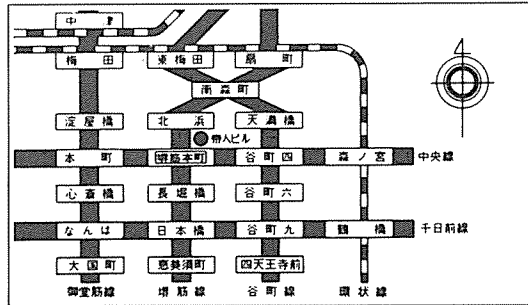 中津
梅田 東梅田 扇町
南森町
淀屋橋 北浜 天満橋
帝人ビル
本町 堺筋本町 谷町四 森ノ宮 中央線
心斎橋 長堀橋 谷町六
なんば 日本橋 谷町九 鶴橋 千日前線
大国町 恵美須町 四天王寺前
御堂筋線 堺筋線 谷町線 環状線